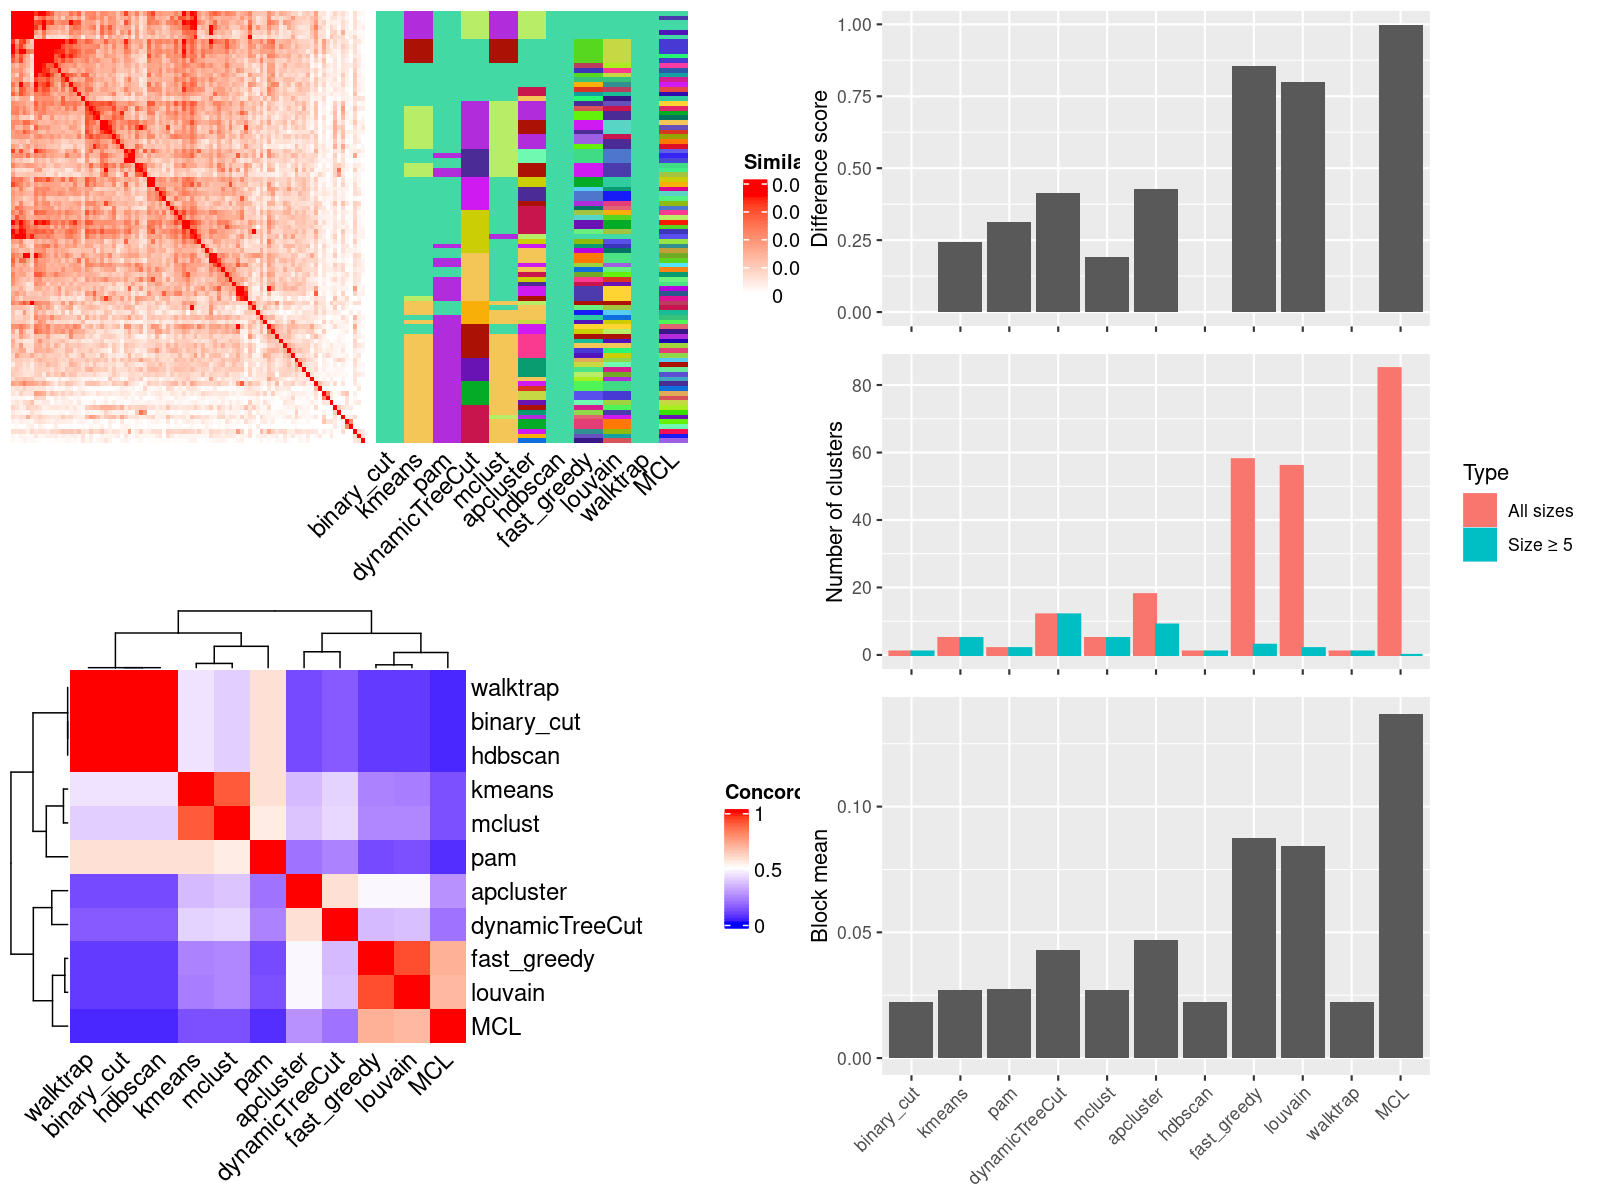 Simila
0.0
0.0
0.0
0.0
0
binary_cut
kmeans
pam
dynamicTreeCut
mclust
apcluster
hdbscan
fast_greedy
louvain
walktrap
MCL
walktrap
binary_cut
hdbscan
kmeans
mclust
pam
apcluster
dynamicTreeCut
fast_greedy
louvain
MCL
walktrap
binary_cut
hdbscan
kmeans
mclust
pam
apcluster
dynamicTreeCut
fast_greedy
louvain
MCL
Concord
1
0.5
0
Difference score
1.00
0.75
0.50
0.25
0.00
Number of clusters
80
60
40
20
0
Type
All sizes
Size ≥ 5
Block mean
0.10
0.05
0.00
binary_cut
kmeans
pam
dynamicTreeCut
mclust
apcluster
hdbscan
fast_greedy
louvain
walktrap
MCL